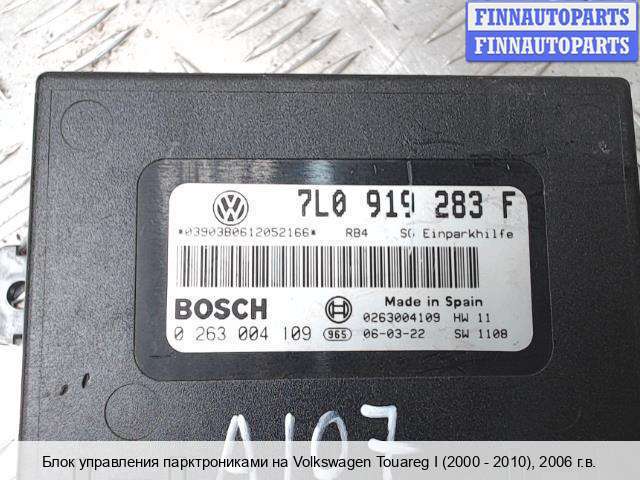 FINNAUTOPARTS
FINNAUTOPARTS
7L0 919 283 F
*03903B0612052166* RB4 SG Einparkhilfe
BOSCH
Made in Spain
0263004109 HW 11
0 263 004 109 965 06-03-22 SW 1108
A107
Блок управления парктрониками на Volkswagen Touareg I (2000 - 2010), 2006 г.в.